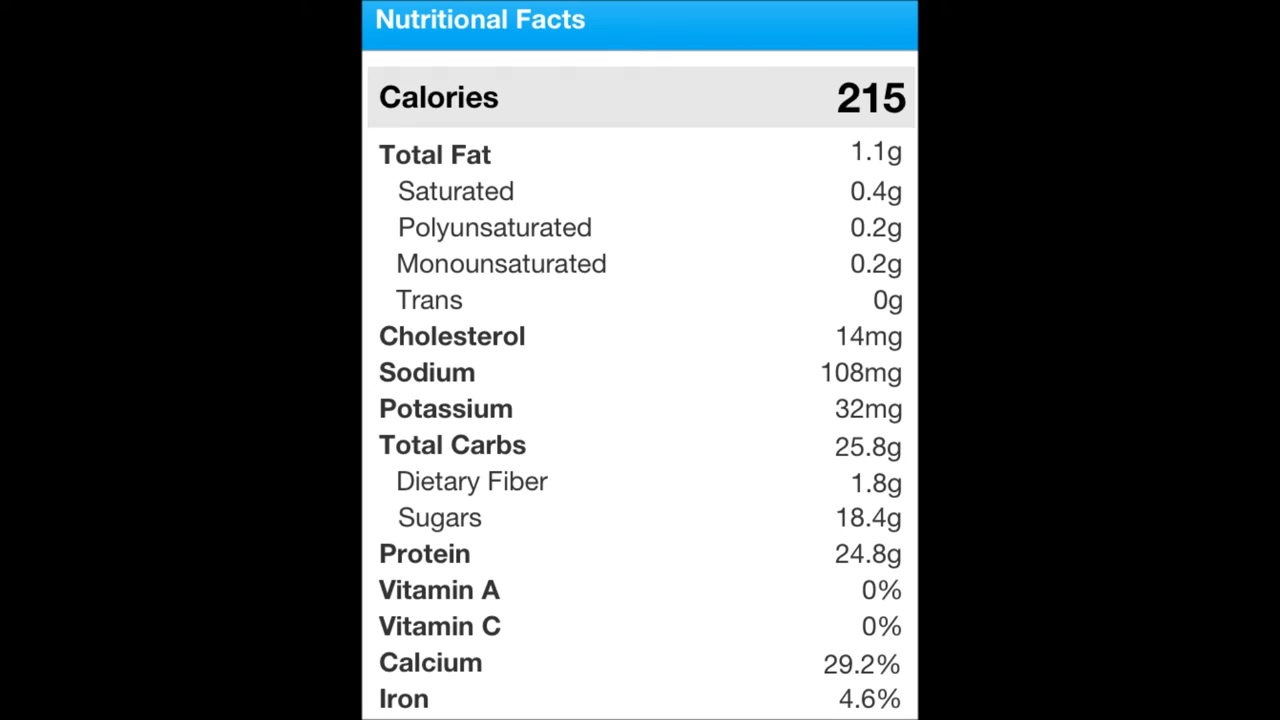 Nutritional Facts
Calories 215
Total Fat 1.1g
Saturated 0.4g
Polyunsaturated 0.2g
Monounsaturated 0.2g
Trans 0g
Cholesterol 14mg
Sodium 108mg
Potassium 32mg
Total Carbs 25.8g
Dietary Fiber 1.8g
Sugars 18.4g
Protein 24.8g
Vitamin A 0%
Vitamin C 0%
Calcium 29.2%
Iron 4.6%